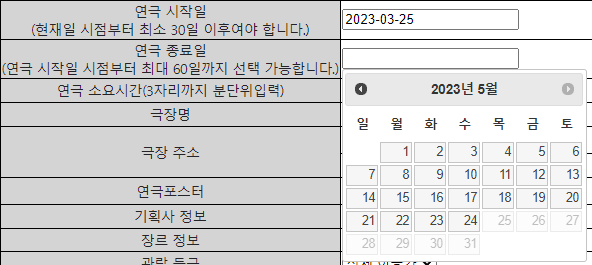 연극 시작일
(현재일 시점부터 최소 30일 이후여야 합니다.)
2023-03-25
연극 종료일
(연극 시작일 시점부터 최대 60일까지 선택 가능합니다.)
연극 소요시간(3자리까지 분단위입력)
극장명
극장 주소
연극포스터
기획사 정보
장르 정보
관람 등급
2023년 5월
일 월 화 수 목 금 토
1 2 3 4 5 6
7 8 9 10 11 12 13
14 15 16 17 18 19 20
21 22 23 24 25 26 27
28 29 30 31